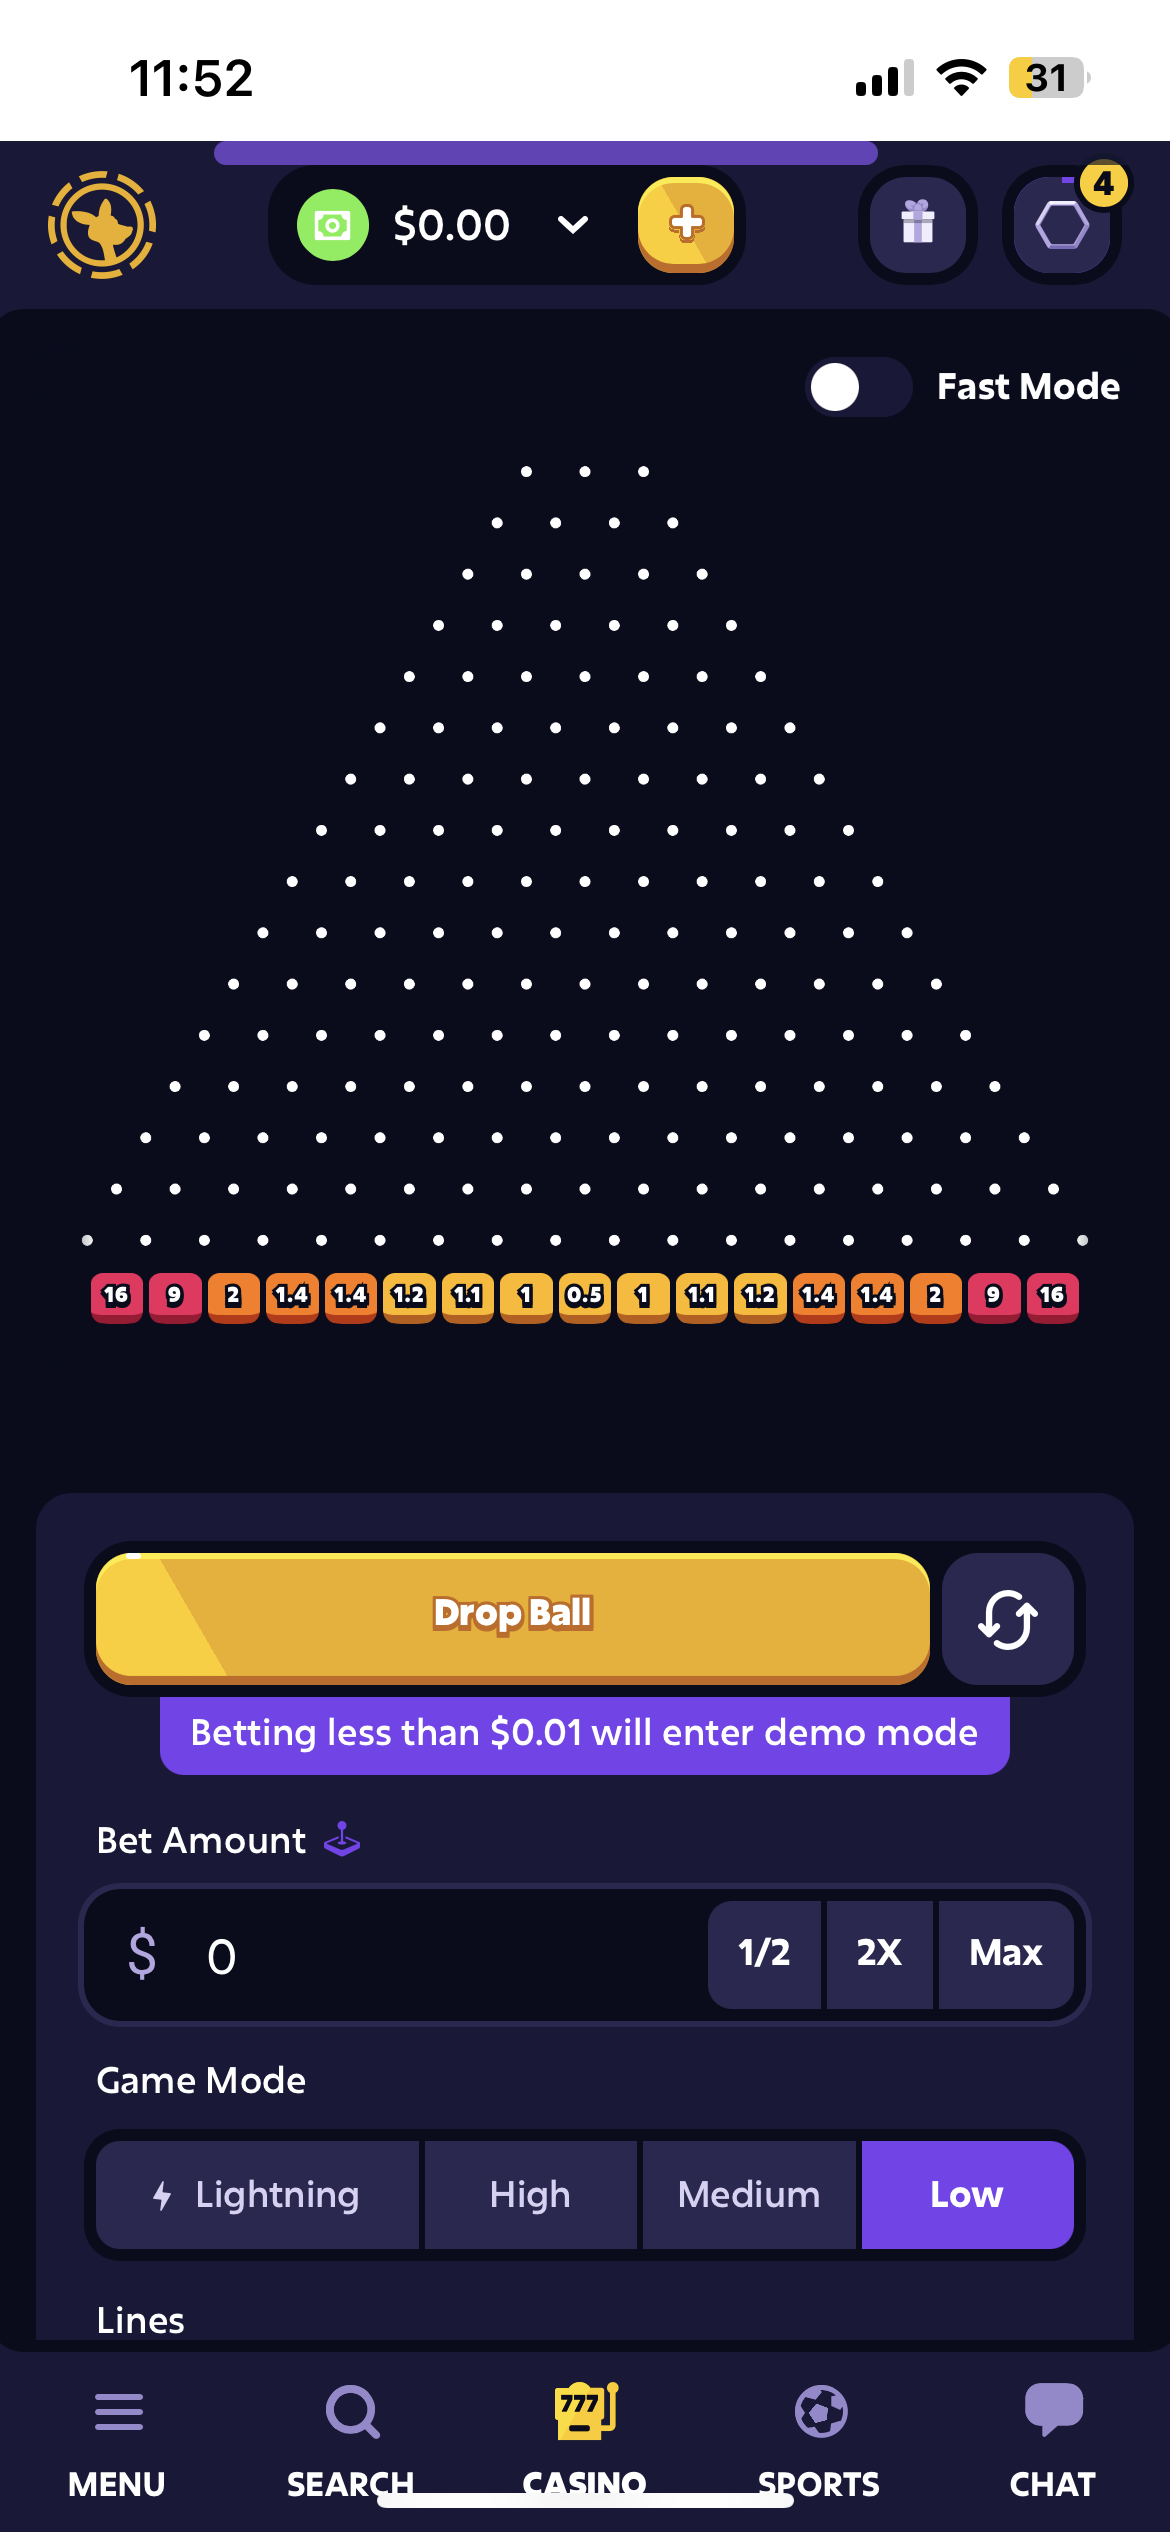 11:52
31
$0.00
4
Fast Mode
16 9 2 1.4 1.4 1.2 1.1 1 0.5 1 1.1 1.2 1.4 1.4 2 9 16
Drop Ball
Betting less than $0.01 will enter demo mode
Bet Amount
$ 0 1/2 2X Max
Game Mode
Lightning High Medium Low
Lines
777
MENU SEARCH CASINO SPORTS CHAT